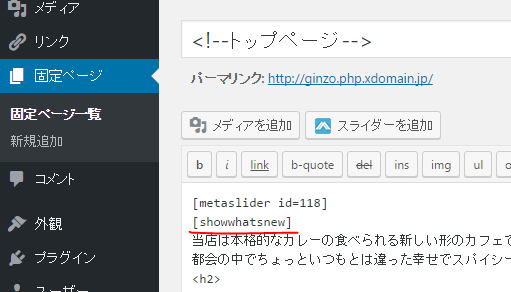 メディア
リンク
固定ページ
固定ページ一覧
新規追加
コメント
外観
プラグイン
ユーザー
<!--トップページ-->
パーマリンク: http://ginzo.php.xdomain.jp/
メディアを追加
スライダーを追加
b i link b-quote del ins img ul
[metaslider id=118]
[showwhatsnew]
当店は本格的なカレーの食べられる新しい形のカフェで
都会の中でちょっといつもとは違った幸せでスパイシー
<h2>